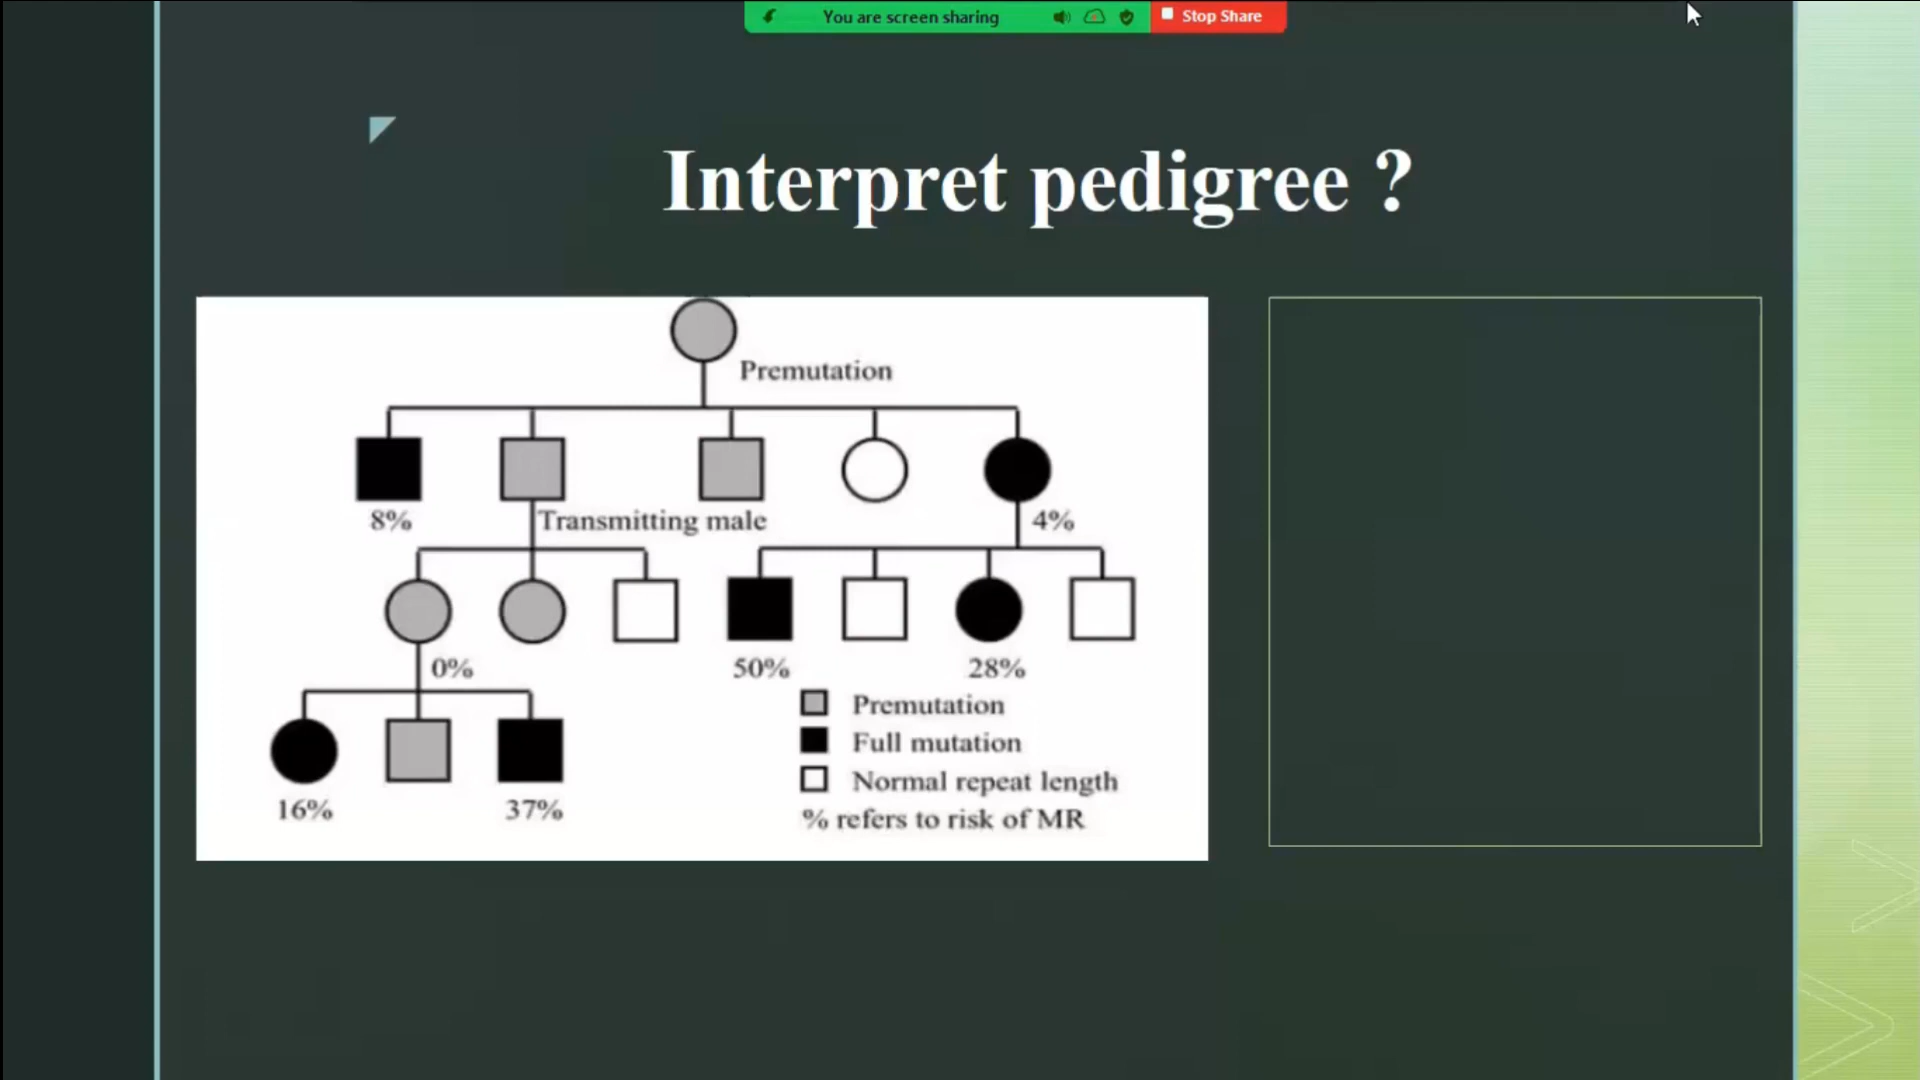 You are screen sharing
Stop Share
Interpret pedigree ?
Premutation
8%
Transmitting male
4%
0%
50%
28%
Premutation
Full mutation
Normal repeat length
16%
37%
% refers to risk of MR